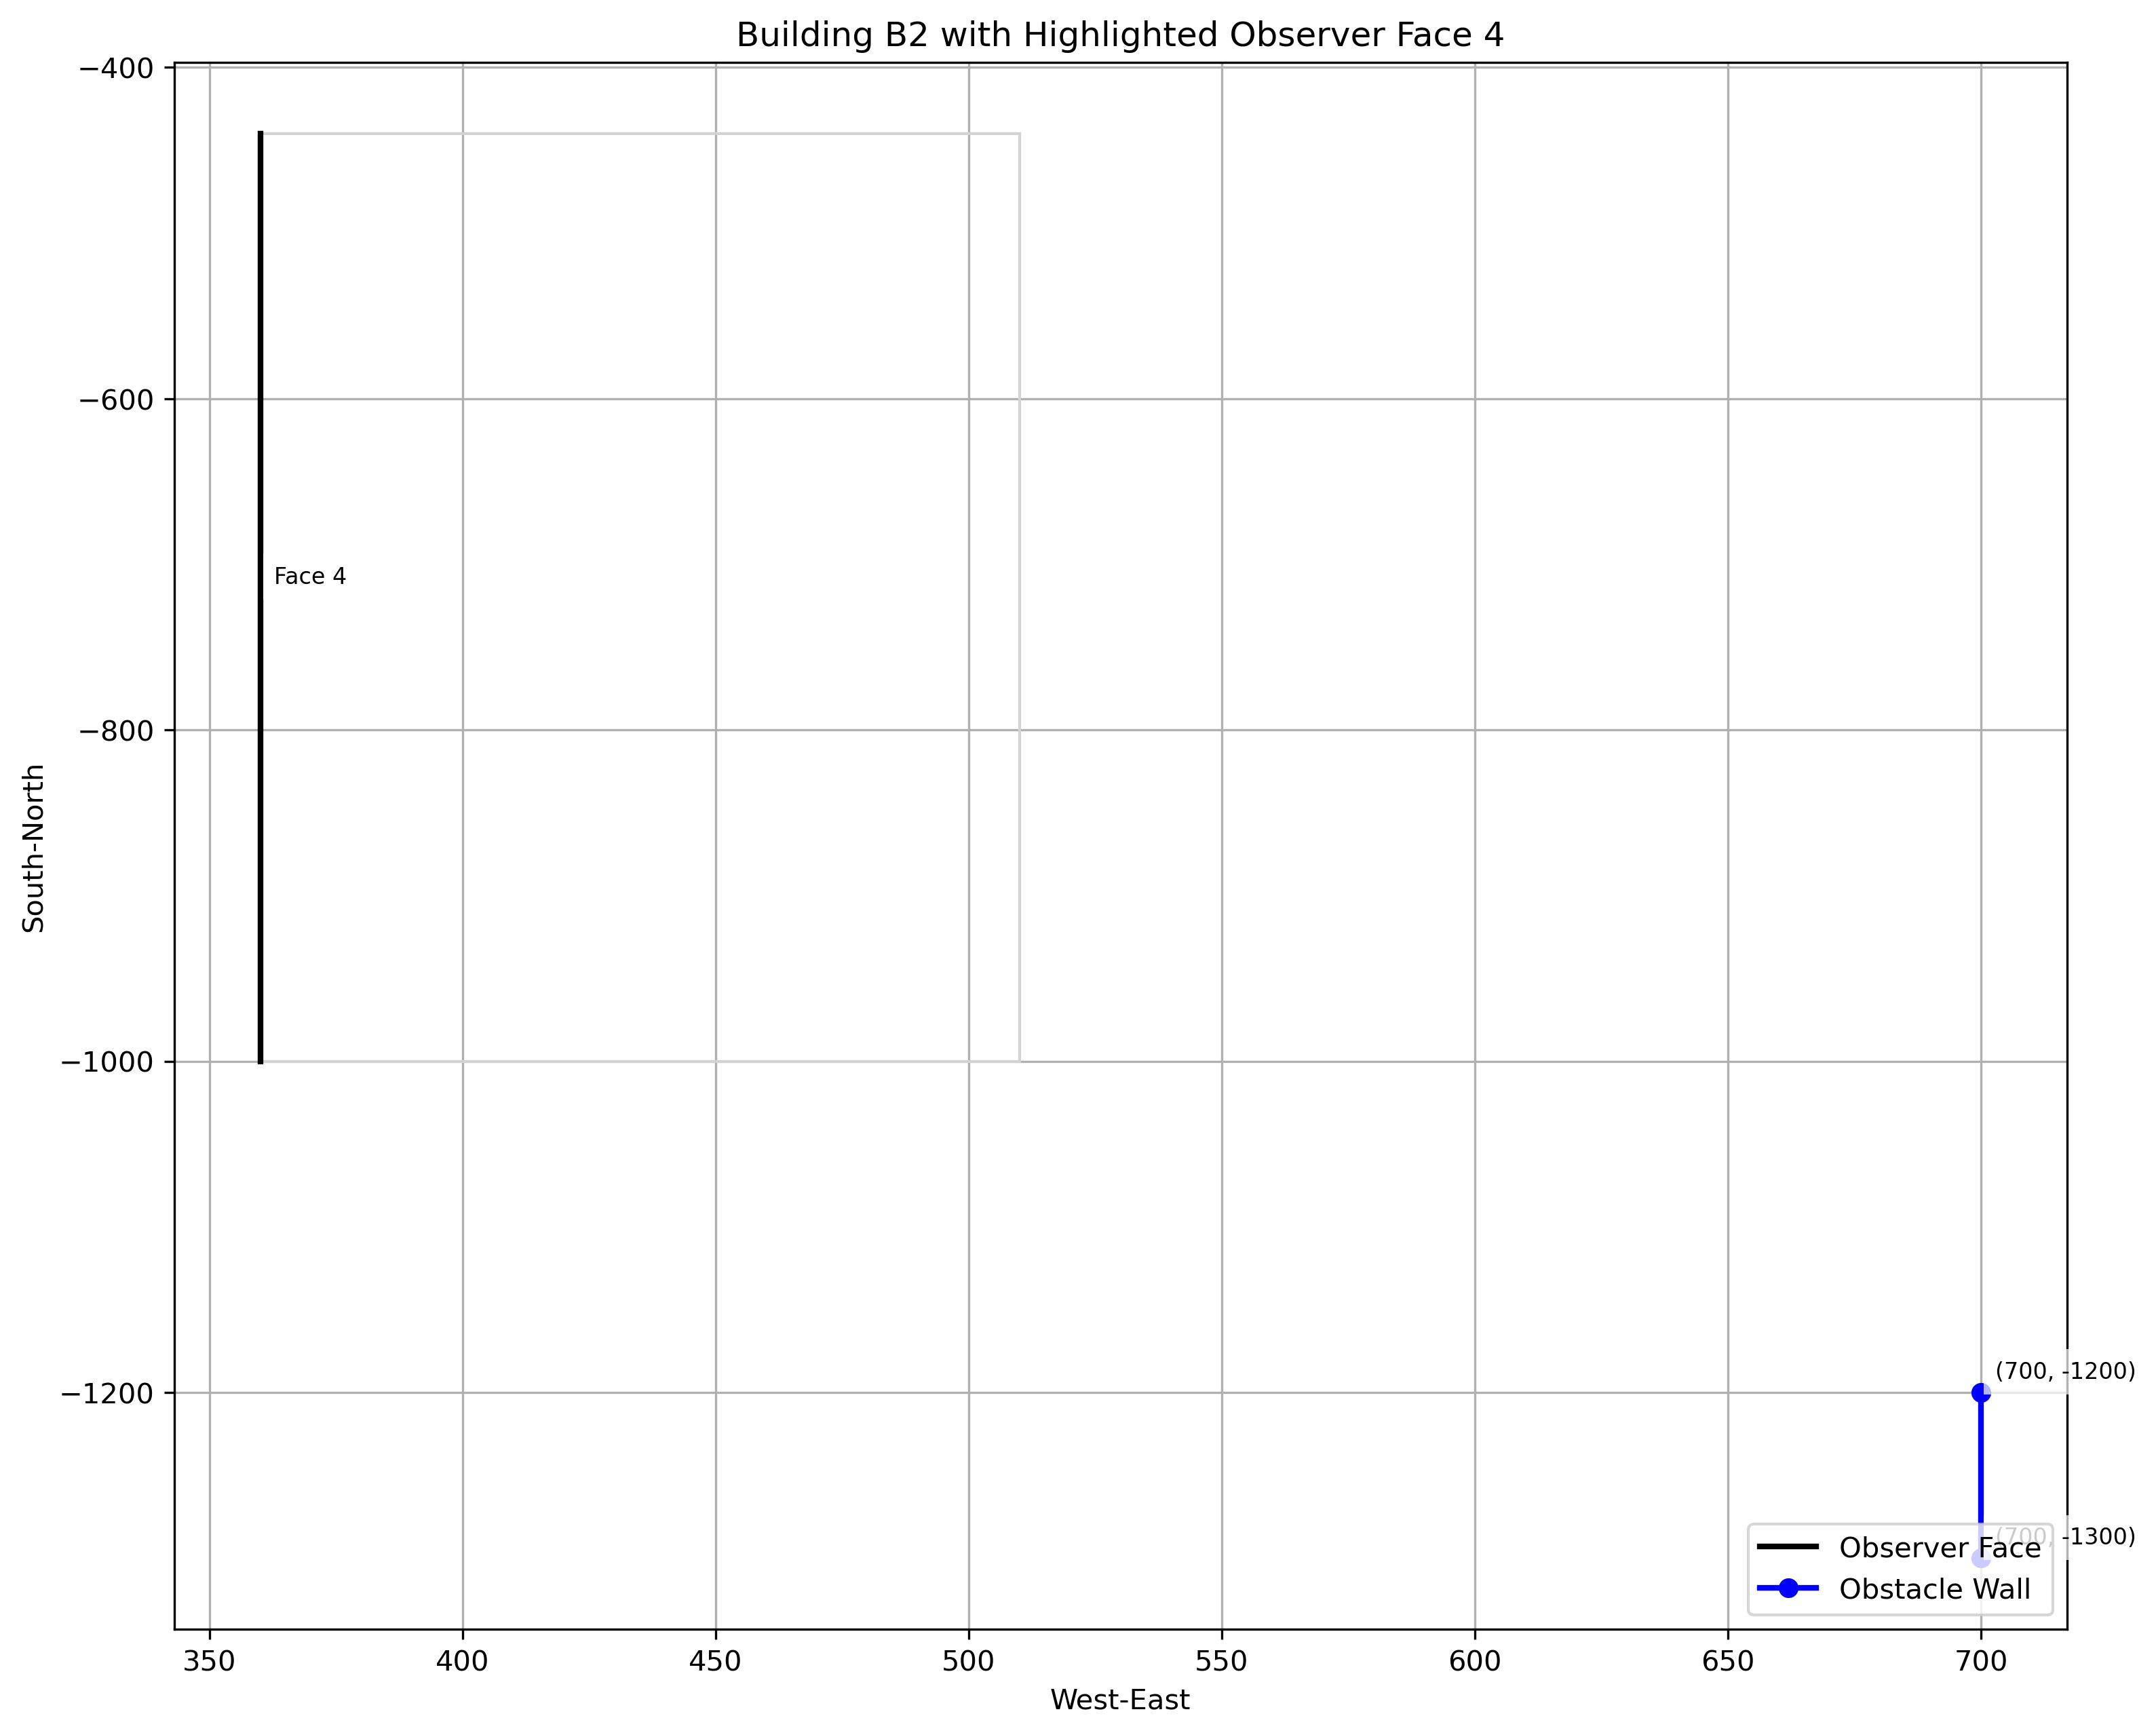 Building B2 with Highlighted Observer Face 4
−400
−600
−800
−1000
−1200
South-North
Face 4
(700, -1200)
(700, -1300)
Observer Face
Obstacle Wall
350
400
450
500
550
600
650
700
West-East